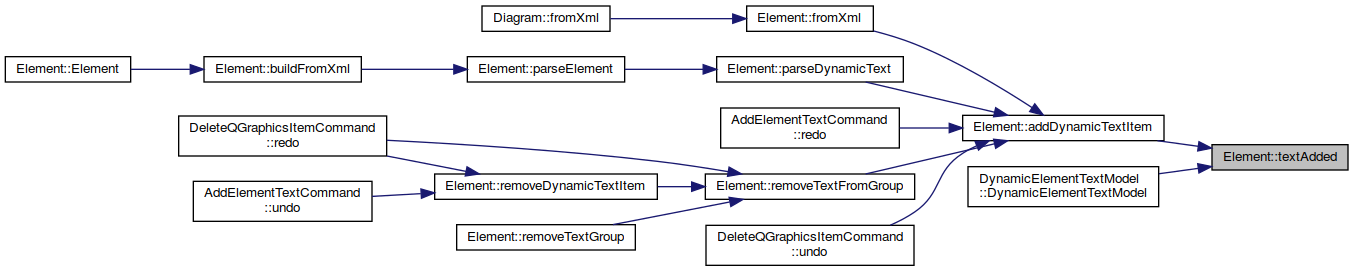 Diagram::fromXml
Element::fromXml
Element::Element
Element::buildFromXml
Element::parseElement
Element::parseDynamicText
AddElementTextCommand
::redo
Element::addDynamicTextItem
DeleteQGraphicsItemCommand
::redo
Element::textAdded
AddElementTextCommand
::undo
Element::removeDynamicTextItem
Element::removeTextFromGroup
DynamicElementTextModel
::DynamicElementTextModel
Element::removeTextGroup
DeleteQGraphicsItemCommand
::undo